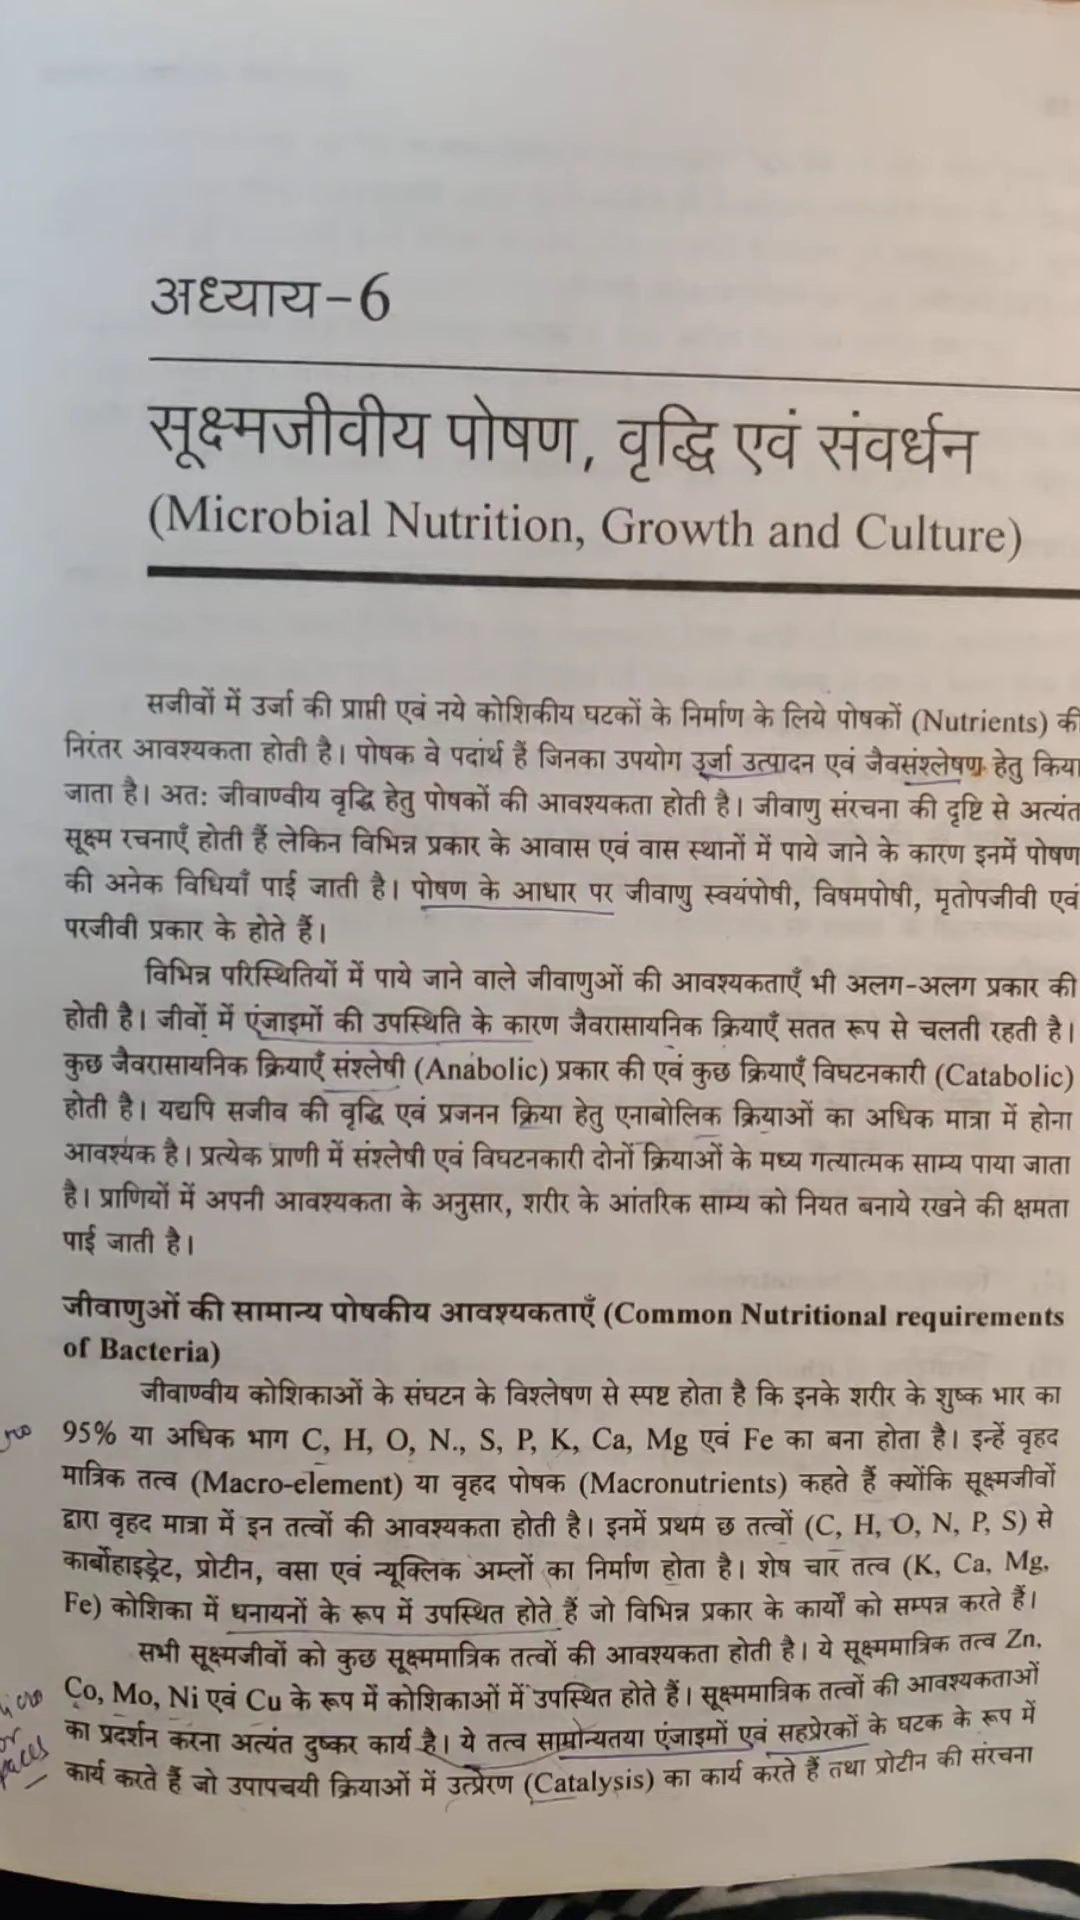 अध्याय-6
सूक्ष्मजीवीय पोषण, वृद्धि एवं संवर्धन
(Microbial Nutrition, Growth and Culture)
सजीवों में उर्जा की प्राप्ती एवं नये कोशिकीय घटकों के निर्माण के लिये पोषकों (Nutrients) की
निरंतर आवश्यकता होती है। पोषक वे पदार्थ हैं जिनका उपयोग उर्जा उत्पादन एवं जैवसंश्लेषण हेतु किया
जाता है। अतः जीवाण्वीय वृद्धि हेतु पोषकों की आवश्यकता होती है। जीवाणु संरचना की दृष्टि से अत्यंत
सूक्ष्म रचनाएँ होती हैं लेकिन विभिन्न प्रकार के आवास एवं वास स्थानों में पाये जाने के कारण इनमें पोषण
की अनेक विधियाँ पाई जाती है। पोषण के आधार पर जीवाणु स्वयंपोषी, विषमपोषी, मृतोपजीवी एवं
परजीवी प्रकार के होते हैं।
विभिन्न परिस्थितियों में पाये जाने वाले जीवाणुओं की आवश्यकताएँ भी अलग-अलग प्रकार की
होती है। जीवों में एंजाइमों की उपस्थिति के कारण जैवरासायनिक क्रियाएँ सतत रूप से चलती रहती है।
कुछ जैवरासायनिक क्रियाएँ संश्लेषी (Anabolic) प्रकार की एवं कुछ क्रियाएँ विघटनकारी (Catabolic)
होती है। यद्यपि सजीव की वृद्धि एवं प्रजनन क्रिया हेतु एनाबोलिक क्रियाओं का अधिक मात्रा में होना
आवश्यक है। प्रत्येक प्राणी में संश्लेषी एवं विघटनकारी दोनों क्रियाओं के मध्य गत्यात्मक साम्य पाया जाता
है। प्राणियों में अपनी आवश्यकता के अनुसार, शरीर के आंतरिक साम्य को नियत बनाये रखने की क्षमता
पाई जाती है।
जीवाणुओं की सामान्य पोषकीय आवश्यकताएँ (Common Nutritional requirements
of Bacteria)
जीवाण्वीय कोशिकाओं के संघटन के विश्लेषण से स्पष्ट होता है कि इनके शरीर के शुष्क भार का
95% या अधिक भाग C, H, O, N., S, P, K, Ca, Mg एवं Fe का बना होता है। इन्हें वृहद
मात्रिक तत्व (Macro-element) या वृहद पोषक (Macronutrients) कहते हैं क्योंकि सूक्ष्मजीवों
द्वारा वृहद मात्रा में इन तत्वों की आवश्यकता होती है। इनमें प्रथम छ तत्वों (C, H, O, N, P, S) से
कार्बोहाइड्रेट, प्रोटीन, वसा एवं न्यूक्लिक अम्लों का निर्माण होता है। शेष चार तत्व (K, Ca, Mg,
Fe) कोशिका में धनायनों के रूप में उपस्थित होते हैं जो विभिन्न प्रकार के कार्यों को सम्पन्न करते हैं।
सभी सूक्ष्मजीवों को कुछ सूक्ष्ममात्रिक तत्वों की आवश्यकता होती है। ये सूक्ष्ममात्रिक तत्व Zn,
Co, Mo, Ni एवं Cu के रूप में कोशिकाओं में उपस्थित होते हैं। सूक्ष्ममात्रिक तत्वों की आवश्यकताओं
का प्रदर्शन करना अत्यंत दुष्कर कार्य है। ये तत्व सामान्यतया एंजाइमों एवं सहप्रेरकों के घटक के रूप में
कार्य करते हैं जो उपापचयी क्रियाओं में उत्प्रेरण (Catalysis) का कार्य करते हैं तथा प्रोटीन की संरचना